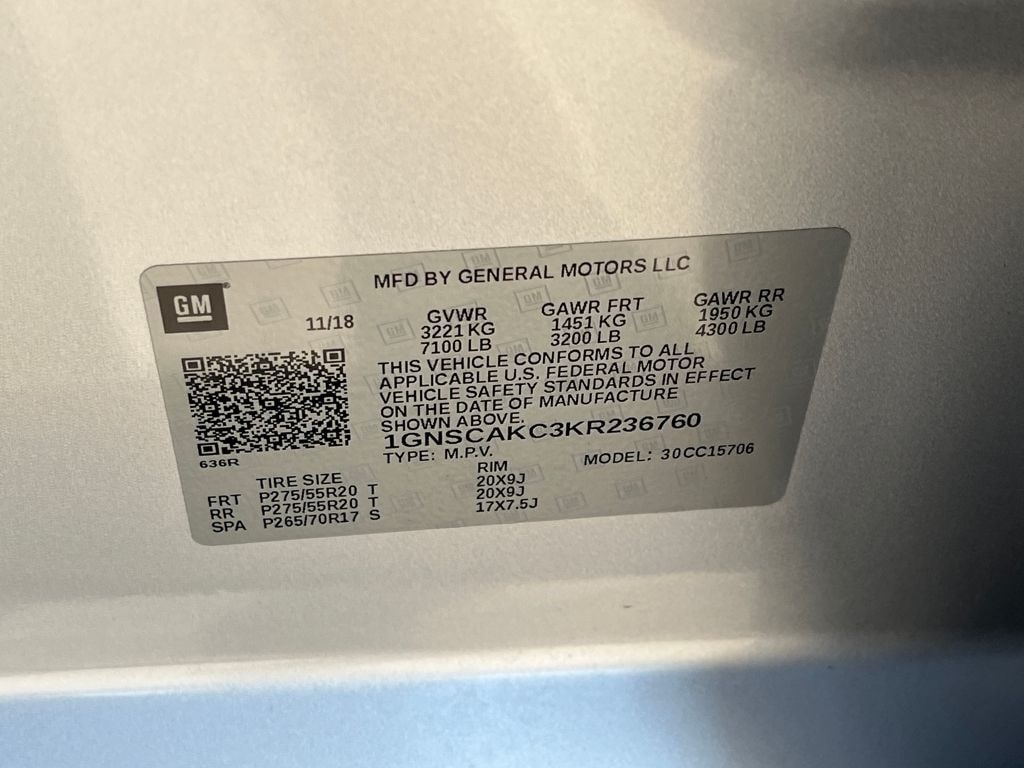 MFD BY GENERAL MOTORS LLC
GM
11/18
GVWR GAWR FRT GAWR RR
3221 KG 1451 KG 1950 KG
7100 LB 3200 LB 4300 LB
THIS VEHICLE CONFORMS TO ALL
APPLICABLE U.S. FEDERAL MOTOR
VEHICLE SAFETY STANDARDS IN EFFECT
ON THE DATE OF MANUFACTURE
SHOWN ABOVE.
1GNSCAKC3KR236760
TYPE: M.P.V. MODEL: 30CC15706
636R
TIRE SIZE RIM
FRT P275/55R20 T 20X9J
RR P275/55R20 T 20X9J
SPA P265/70R17 S 17X7.5J